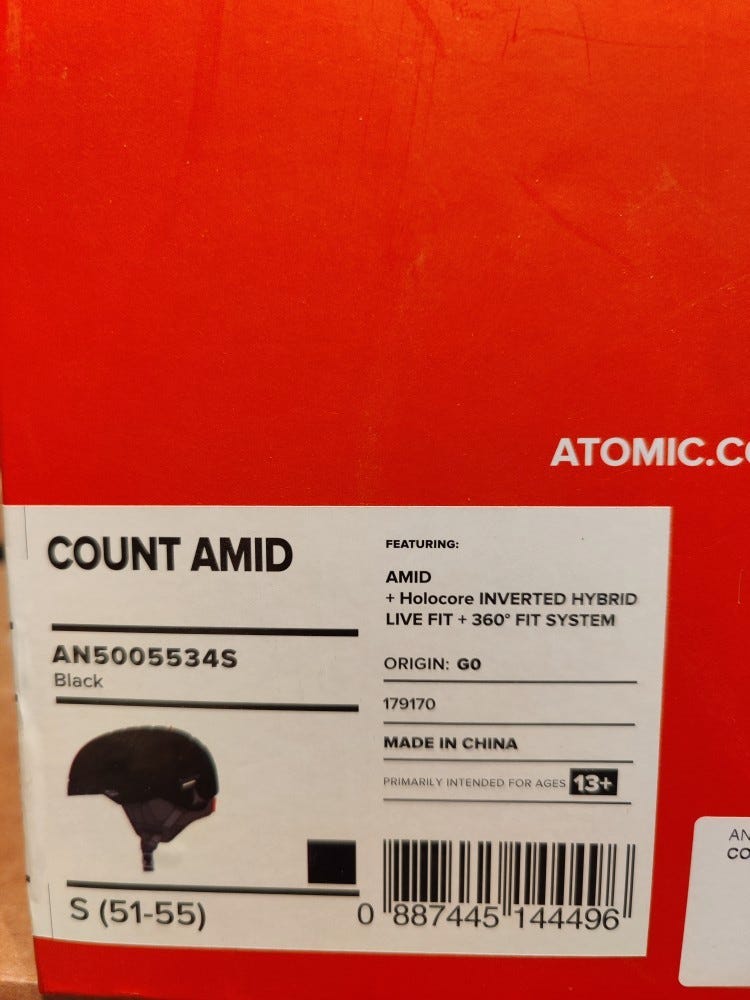 ATOMIC.CO
COUNT AMID
AN5005534S
Black
S (51-55)
FEATURING:
AMID
+ Holocore INVERTED HYBRID
LIVE FIT + 360° FIT SYSTEM
ORIGIN: G0
179170
MADE IN CHINA
PRIMARILY INTENDED FOR AGES 13+
0 887445 144496
AN
CO